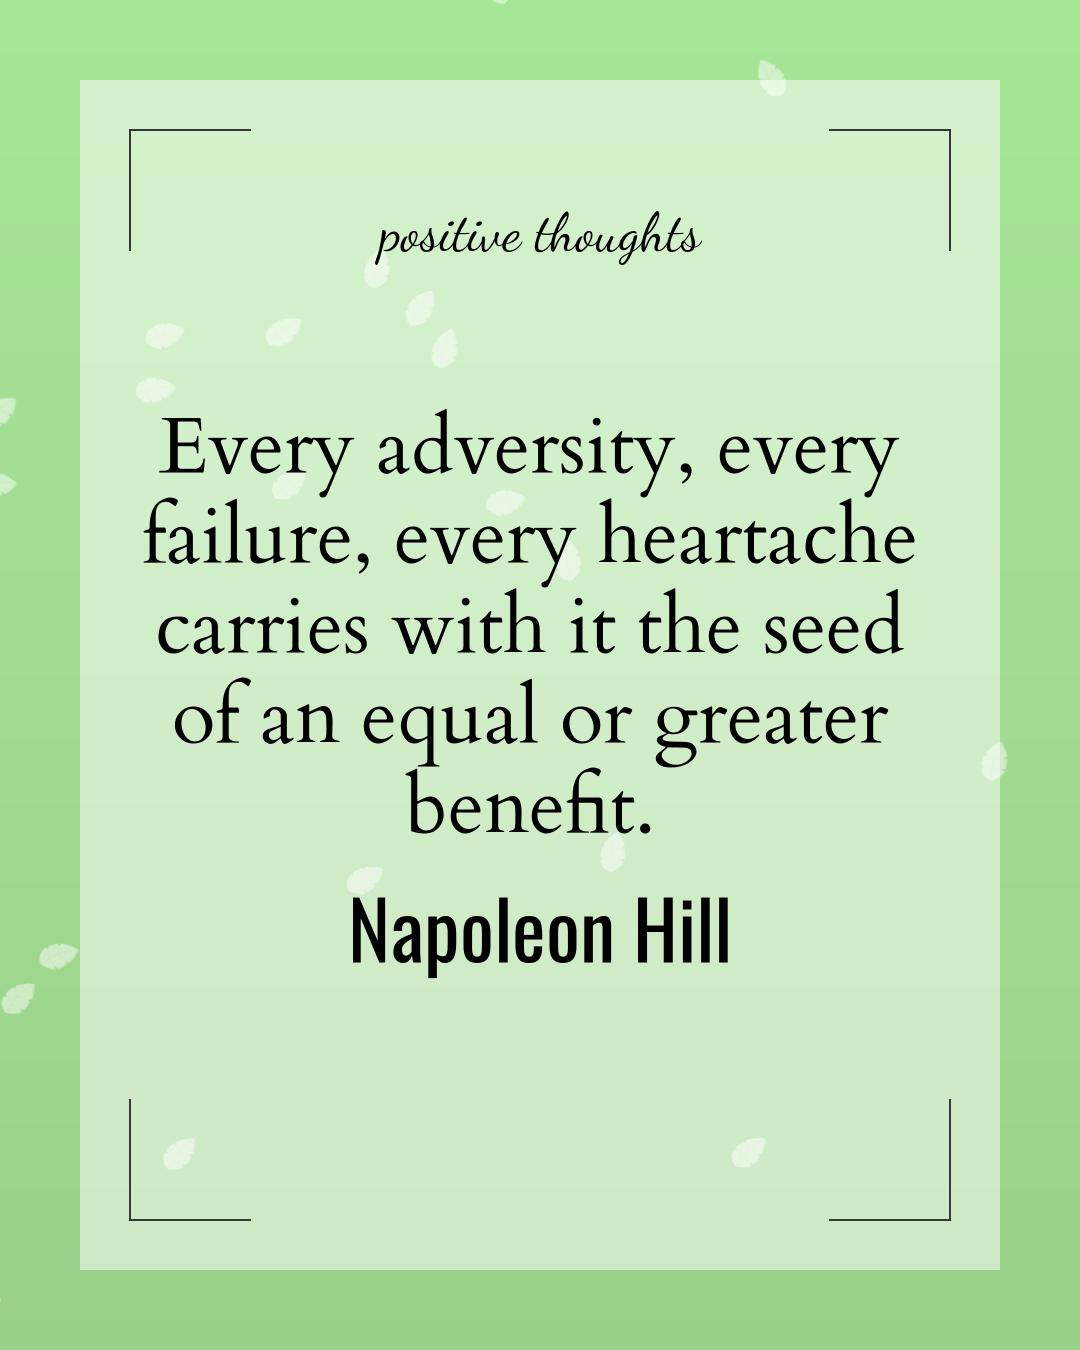 positive thoughts
Every adversity, every
failure, every heartache
carries with it the seed
of an equal or greater
benefit.
Napoleon Hill